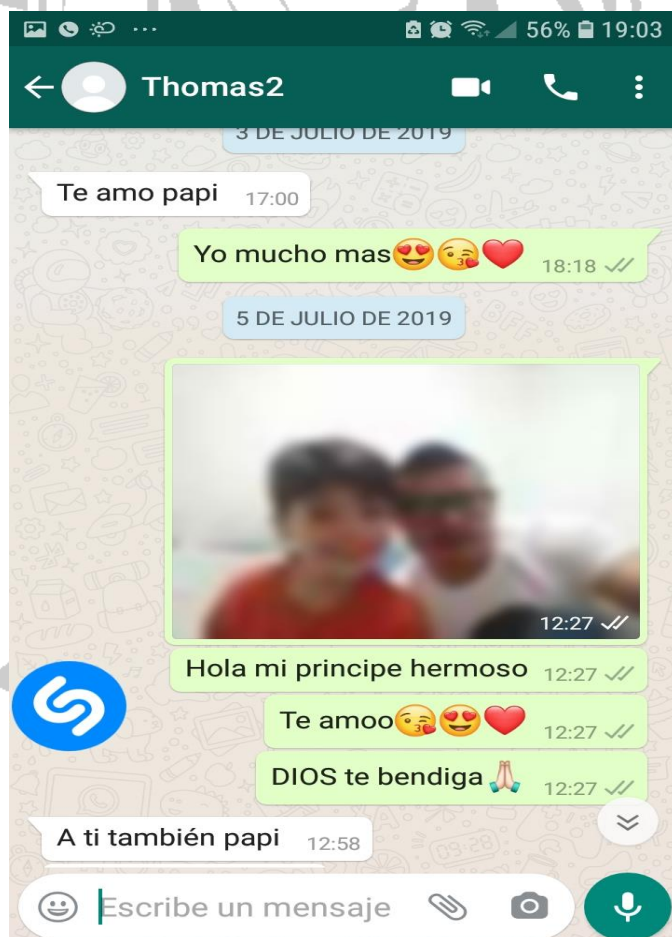 56% 19:03
Thomas2
3 DE JULIO DE 2019
Te amo papi 17:00
Yo mucho mas😍😘❤️ 18:18
5 DE JULIO DE 2019
12:27
Hola mi principe hermoso 12:27
Te amoo😘😍❤️ 12:27
DIOS te bendiga🙏🏻 12:27
A ti también papi 12:58
Escribe un mensaje